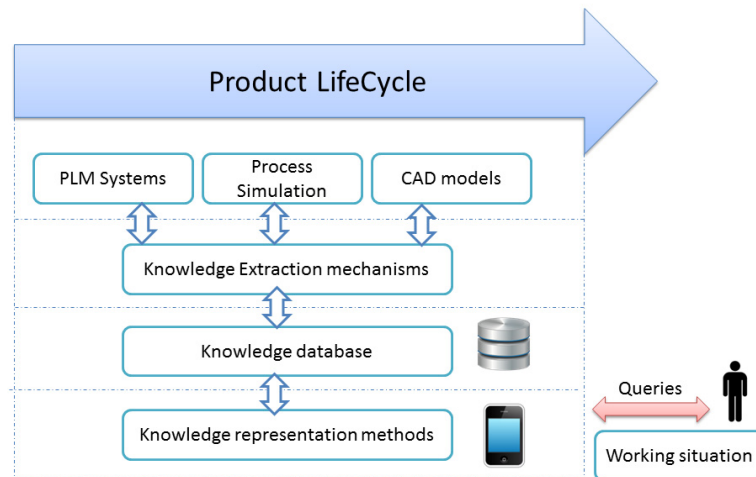 Product LifeCycle
PLM Systems
Process
Simulation
CAD models
Knowledge Extraction mechanisms
Knowledge database
Queries
Knowledge representation methods
Working situation